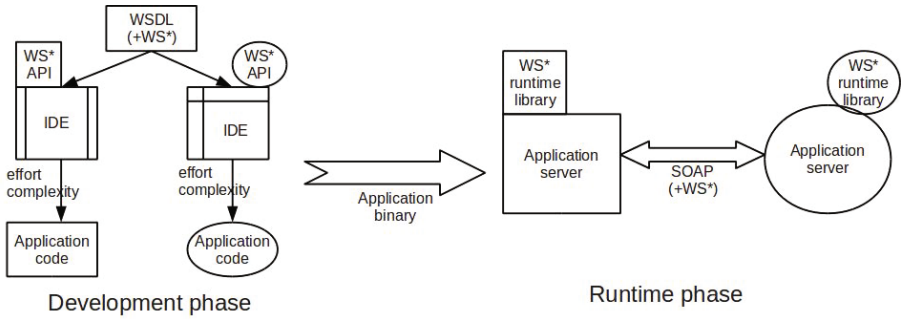 WSDL
(+WS*)
WS*
API
WS*
API
IDE
IDE
effort
complexity
effort
complexity
Application
code
Application
code
Development phase
Application
binary
WS*
runtime
library
Application
server
SOAP
(+WS*)
WS*
runtime
library
Application
server
Runtime phase